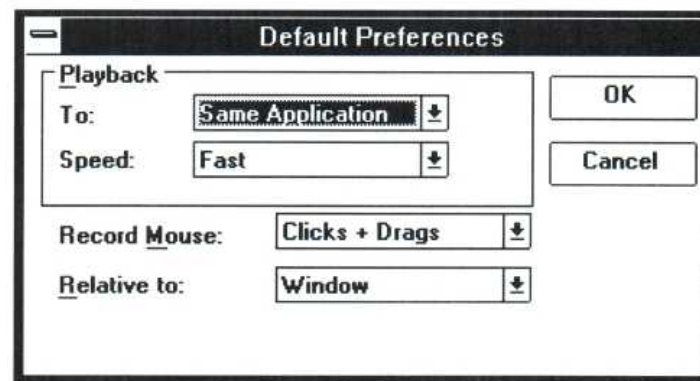 Default Preferences
Playback
To: Same Application
Speed: Fast
Record Mouse: Clicks + Drags
Relative to: Window
OK
Cancel